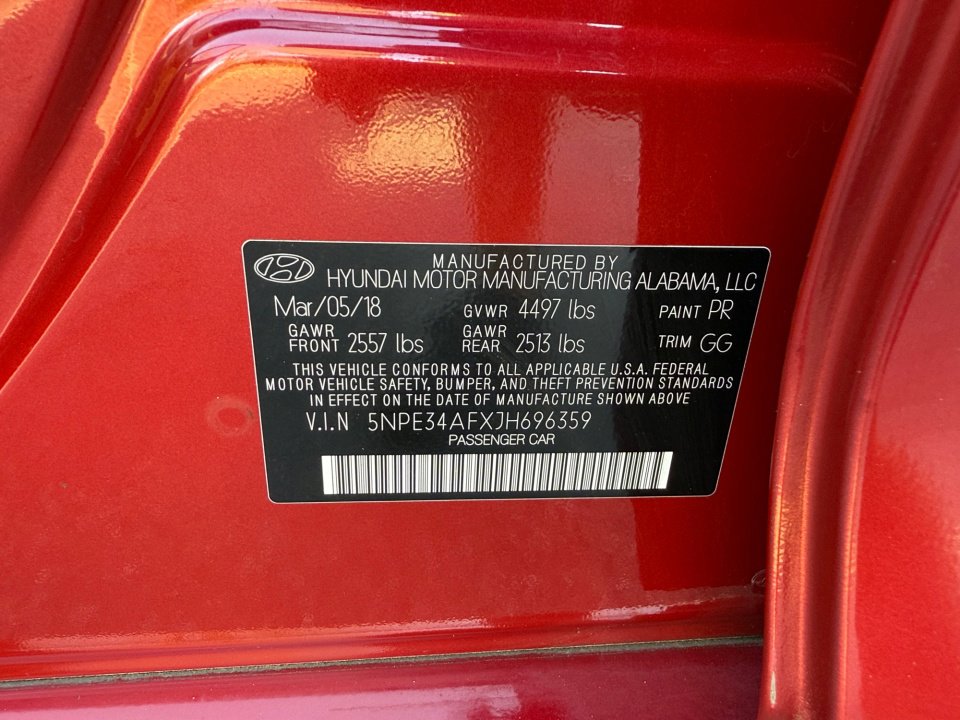 MANUFACTURED BY
HYUNDAI MOTOR MANUFACTURING ALABAMA, LLC
Mar/05/18 GVWR 4497 lbs PAINT PR
GAWR FRONT 2557 lbs GAWR REAR 2513 lbs TRIM GG
THIS VEHICLE CONFORMS TO ALL APPLICABLE U.S.A. FEDERAL
MOTOR VEHICLE SAFETY, BUMPER, AND THEFT PREVENTION STANDARDS
IN EFFECT ON THE DATE OF MANUFACTURE SHOWN ABOVE
V.I.N 5NPE34AFXJH696359
PASSENGER CAR